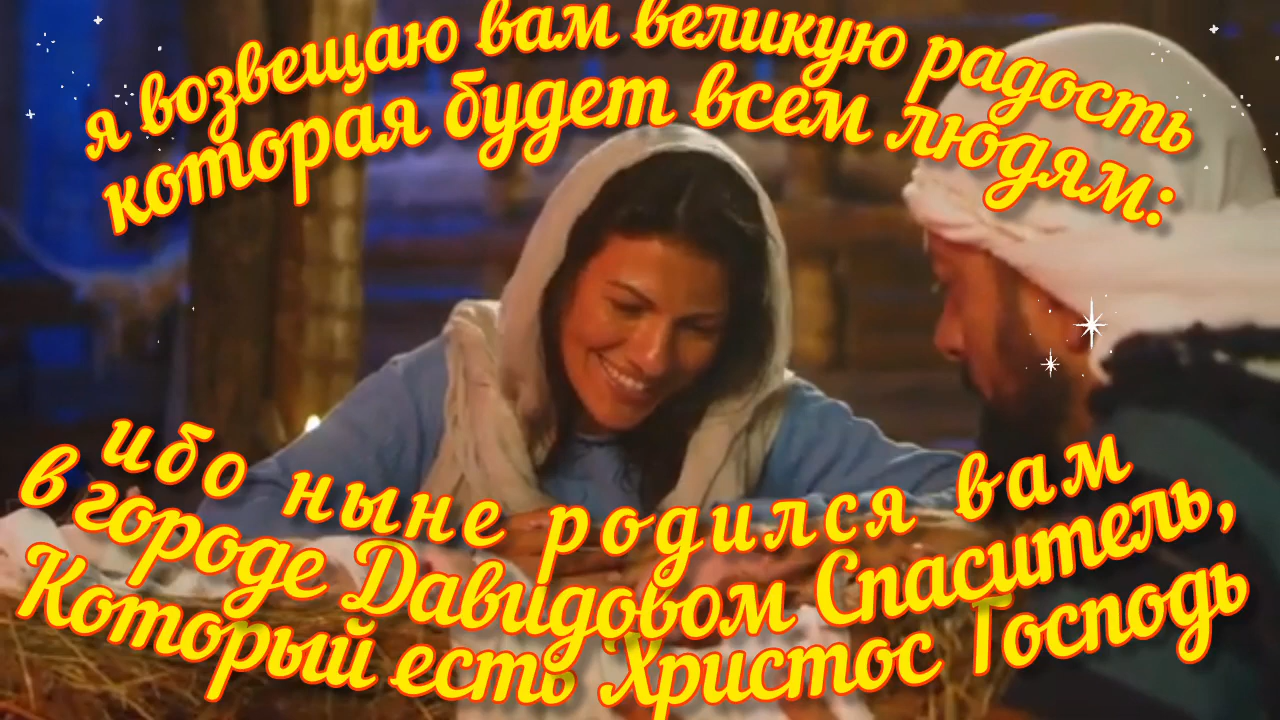 я возвещаю вам великую радость
которая будет всем людям:
ибо ныне родился вам
в городе Давидовом Спаситель,
Который есть Христос Господь